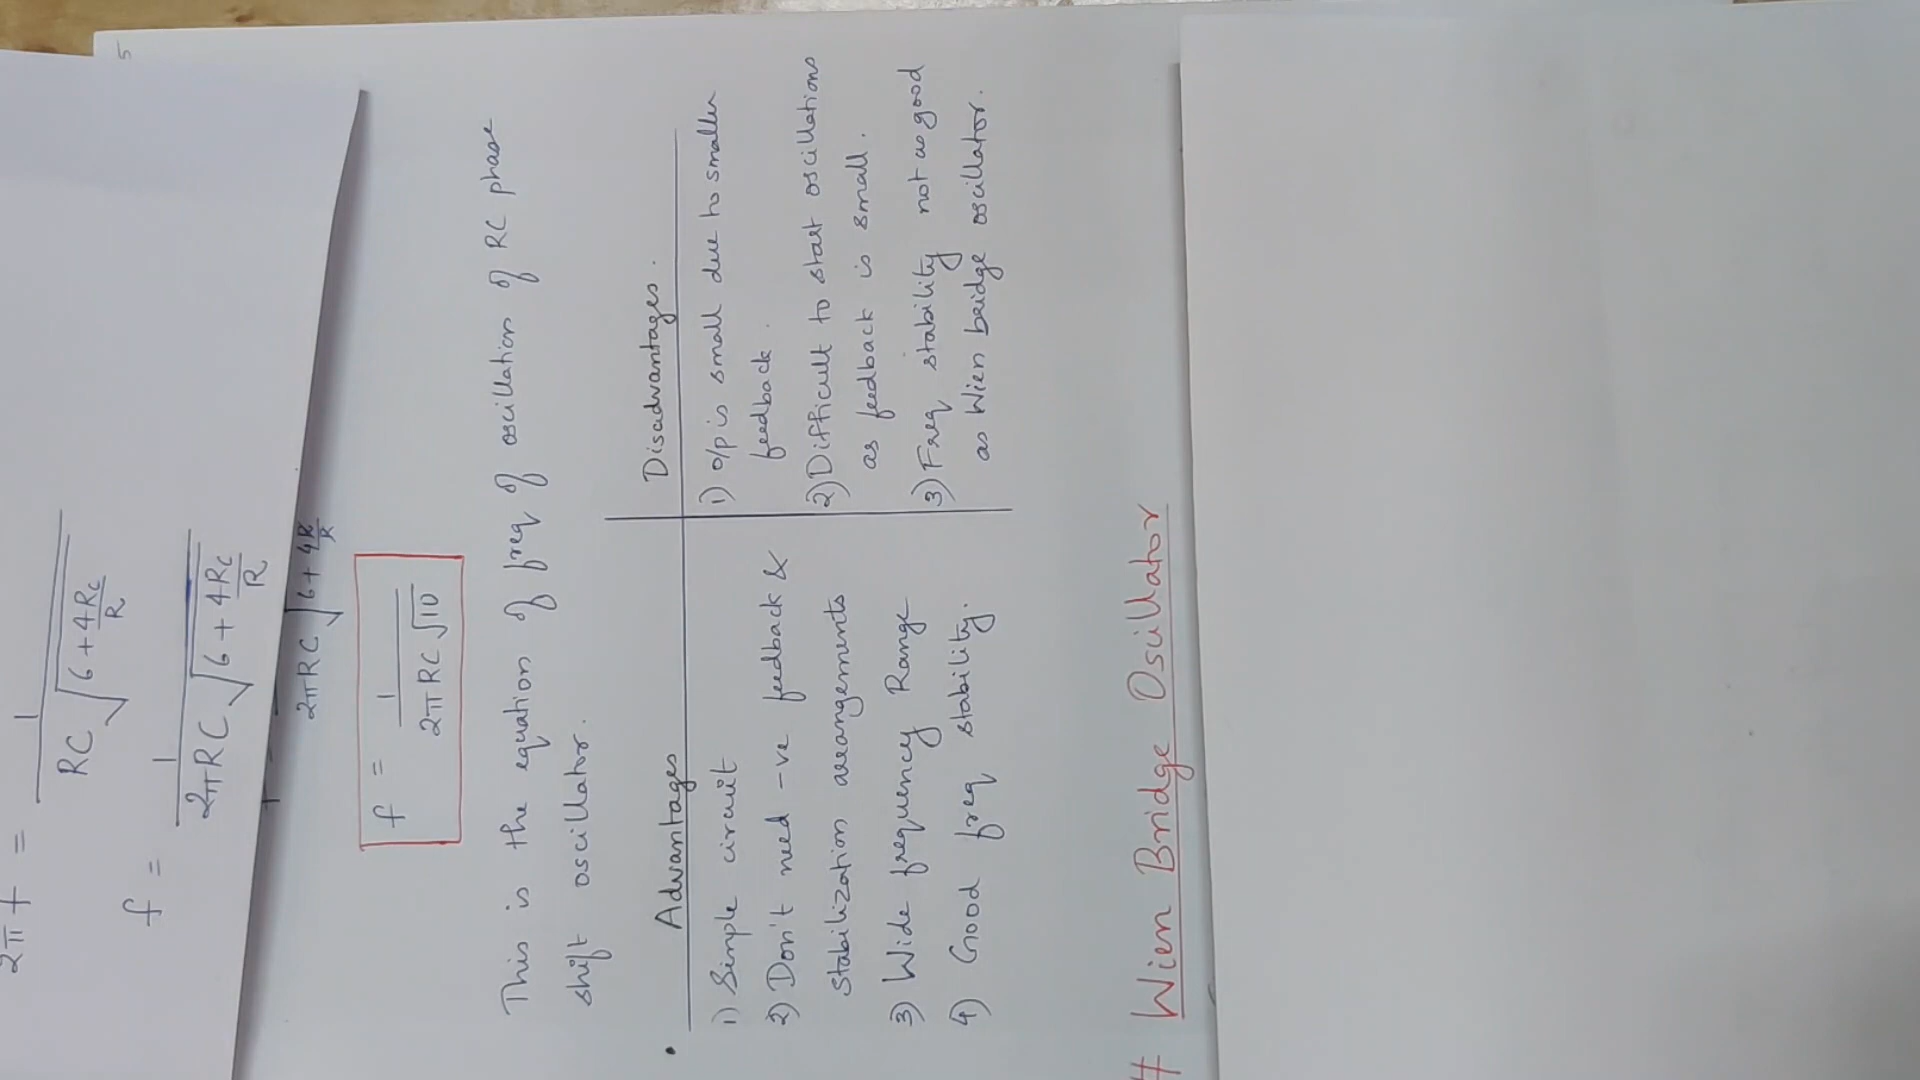 5
2π f = 1 / RC √6 + 4Rc/R
f = 1 / 2πRC √6 + 4Rc/R
2πRC √6 + 4R/R
f = 1 / 2πRC √10
This is the equation of freq of oscillation of RC phase
shift oscillator.
Advantages
1) Simple circuit
2) Don't need -ve feedback &
Stabilization arrangements
3) Wide frequency Range
4) Good freq stability.
Disadvantages.
1) o/p is small due to smaller
feedback.
2) Difficult to start oscillations
as feedback is small.
3) Freq stability not as good
as Wien bridge oscillator.
# Wien Bridge Oscillator